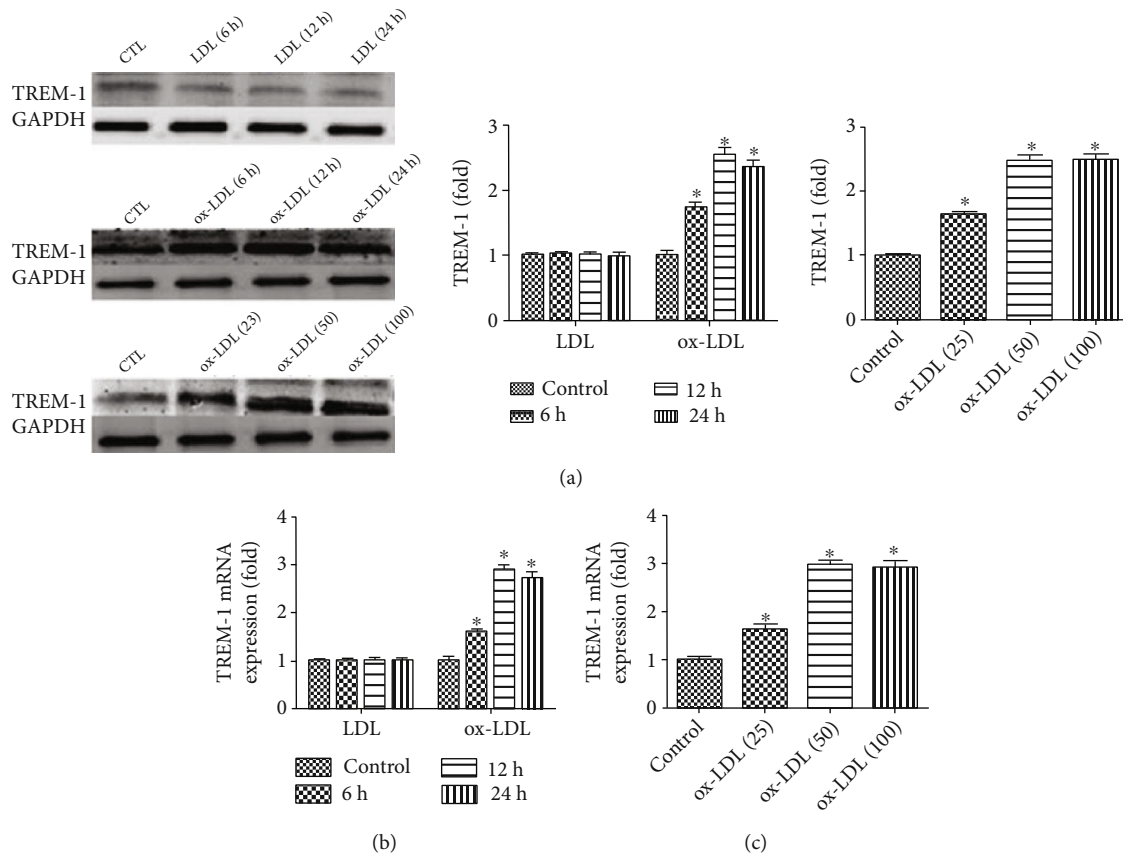 CTL
LDL (6 h)
LDL (12 h)
LDL (24 h)
TREM-1
GAPDH
CTL
ox-LDL (6 h)
ox-LDL (12 h)
ox-LDL (24 h)
TREM-1
GAPDH
CTL
ox-LDL (23)
ox-LDL (50)
ox-LDL (100)
TREM-1
GAPDH
TREM-1 (fold)
3
2
1
0
* * *
LDL
ox-LDL
Control
6 h
12 h
24 h
TREM-1 (fold)
3
2
1
0
* * *
Control
ox-LDL (25)
ox-LDL (50)
ox-LDL (100)
(a)
TREM-1 mRNA
expression (fold)
4
3
2
1
0
* * *
LDL
ox-LDL
Control
6 h
12 h
24 h
(b)
TREM-1 mRNA
expression (fold)
4
3
2
1
0
* * *
Control
ox-LDL (25)
ox-LDL (50)
ox-LDL (100)
(c)